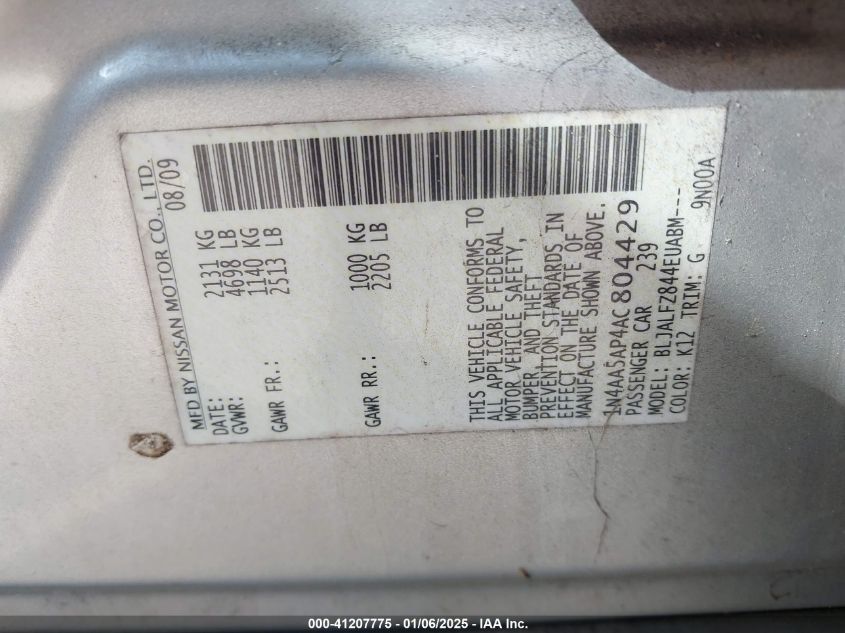 MFD BY NISSAN MOTOR CO., LTD.
DATE: 08/09
GVWR: 2131 KG
4698 LB
GAWR FR.: 1140 KG
2513 LB
GAWR RR.: 1000 KG
2205 LB
THIS VEHICLE CONFORMS TO
ALL APPLICABLE FEDERAL
MOTOR VEHICLE SAFETY,
BUMPER, AND THEFT
PREVENTION STANDARDS IN
EFFECT ON THE DATE OF
MANUFACTURE SHOWN ABOVE.
1N4AA5AP4AC804429
PASSENGER CAR 239
MODEL: BLJALFZ844EUABM---
COLOR: K12 TRIM: G 9N00A
000-41207775 - 01/06/2025 - IAA Inc.